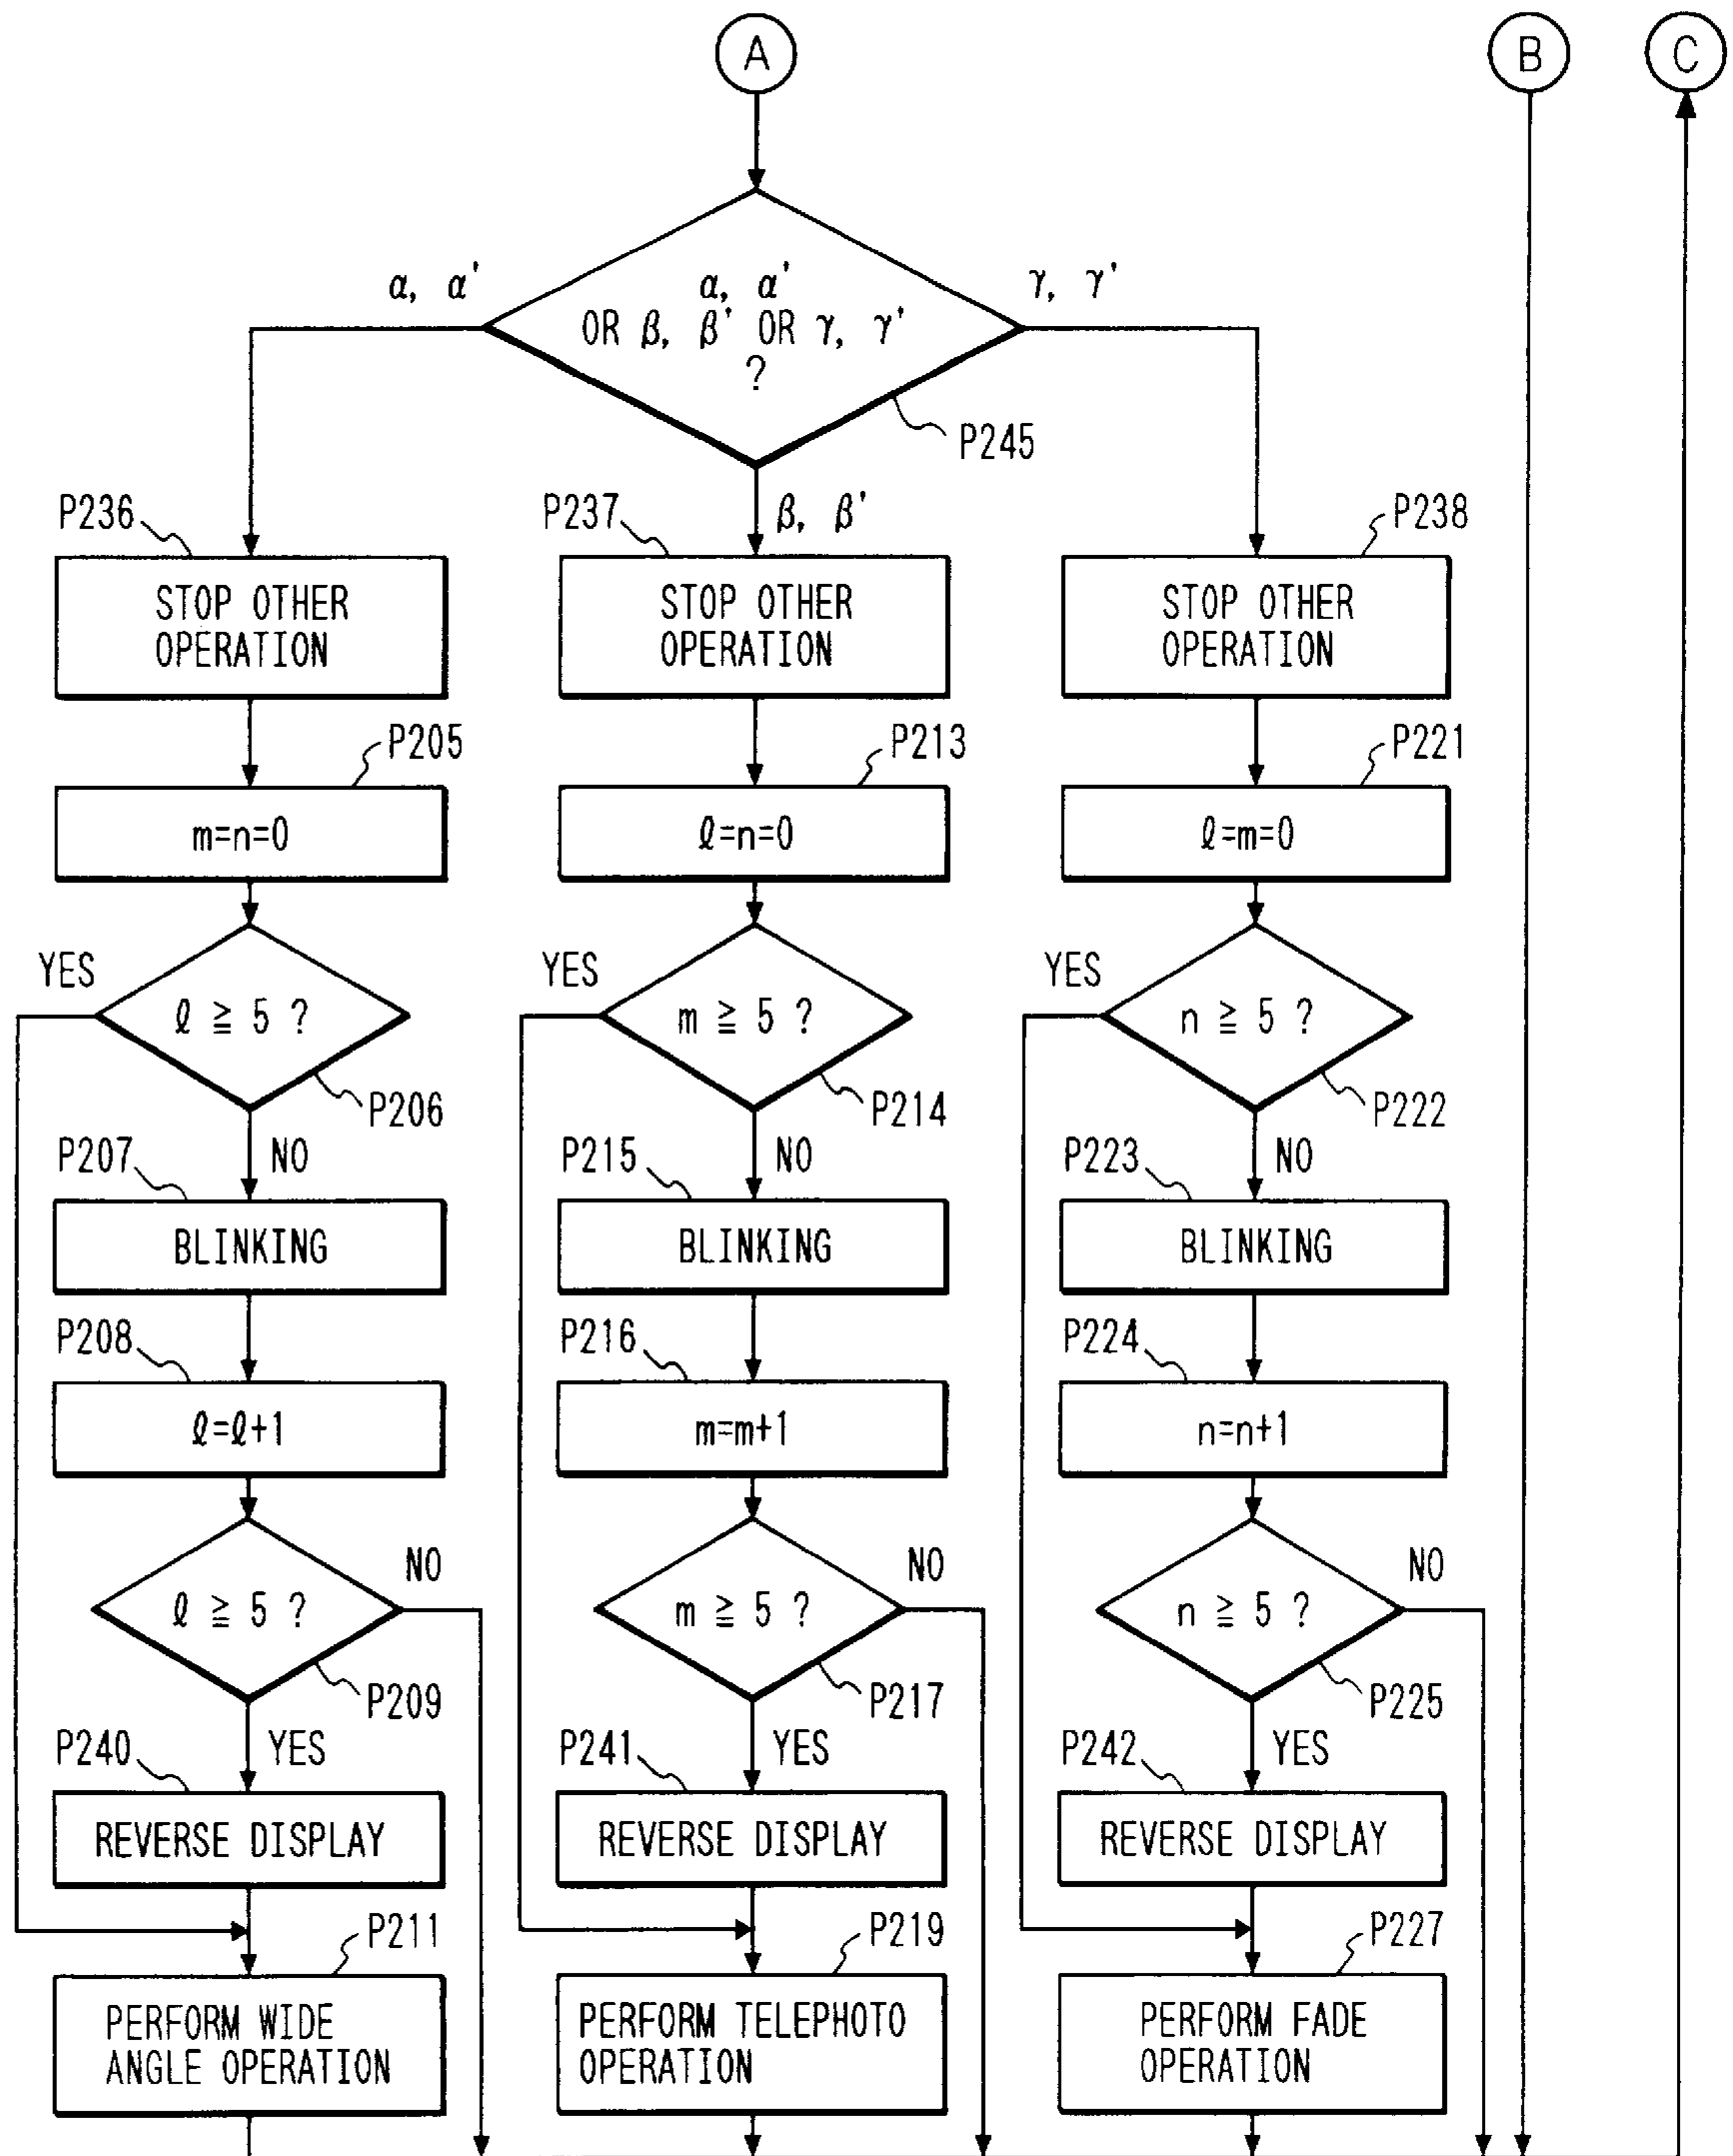 A
B
C
α, α'
α, α'
OR β, β' OR γ, γ'
?
γ, γ'
P245
β, β'
P236
STOP OTHER
OPERATION
P205
m=n=0
YES
ℓ ≧ 5 ?
P206
NO
P207
BLINKING
P208
ℓ=ℓ+1
ℓ ≧ 5 ?
NO
P209
YES
P240
REVERSE DISPLAY
P211
PERFORM WIDE
ANGLE OPERATION
P237
STOP OTHER
OPERATION
P213
ℓ=n=0
YES
m ≧ 5 ?
P214
NO
P215
BLINKING
P216
m=m+1
m ≧ 5 ?
NO
P217
YES
P241
REVERSE DISPLAY
P219
PERFORM TELEPHOTO
OPERATION
P238
STOP OTHER
OPERATION
P221
ℓ=m=0
YES
n ≧ 5 ?
P222
NO
P223
BLINKING
P224
n=n+1
n ≧ 5 ?
NO
P225
YES
P242
REVERSE DISPLAY
P227
PERFORM FADE
OPERATION